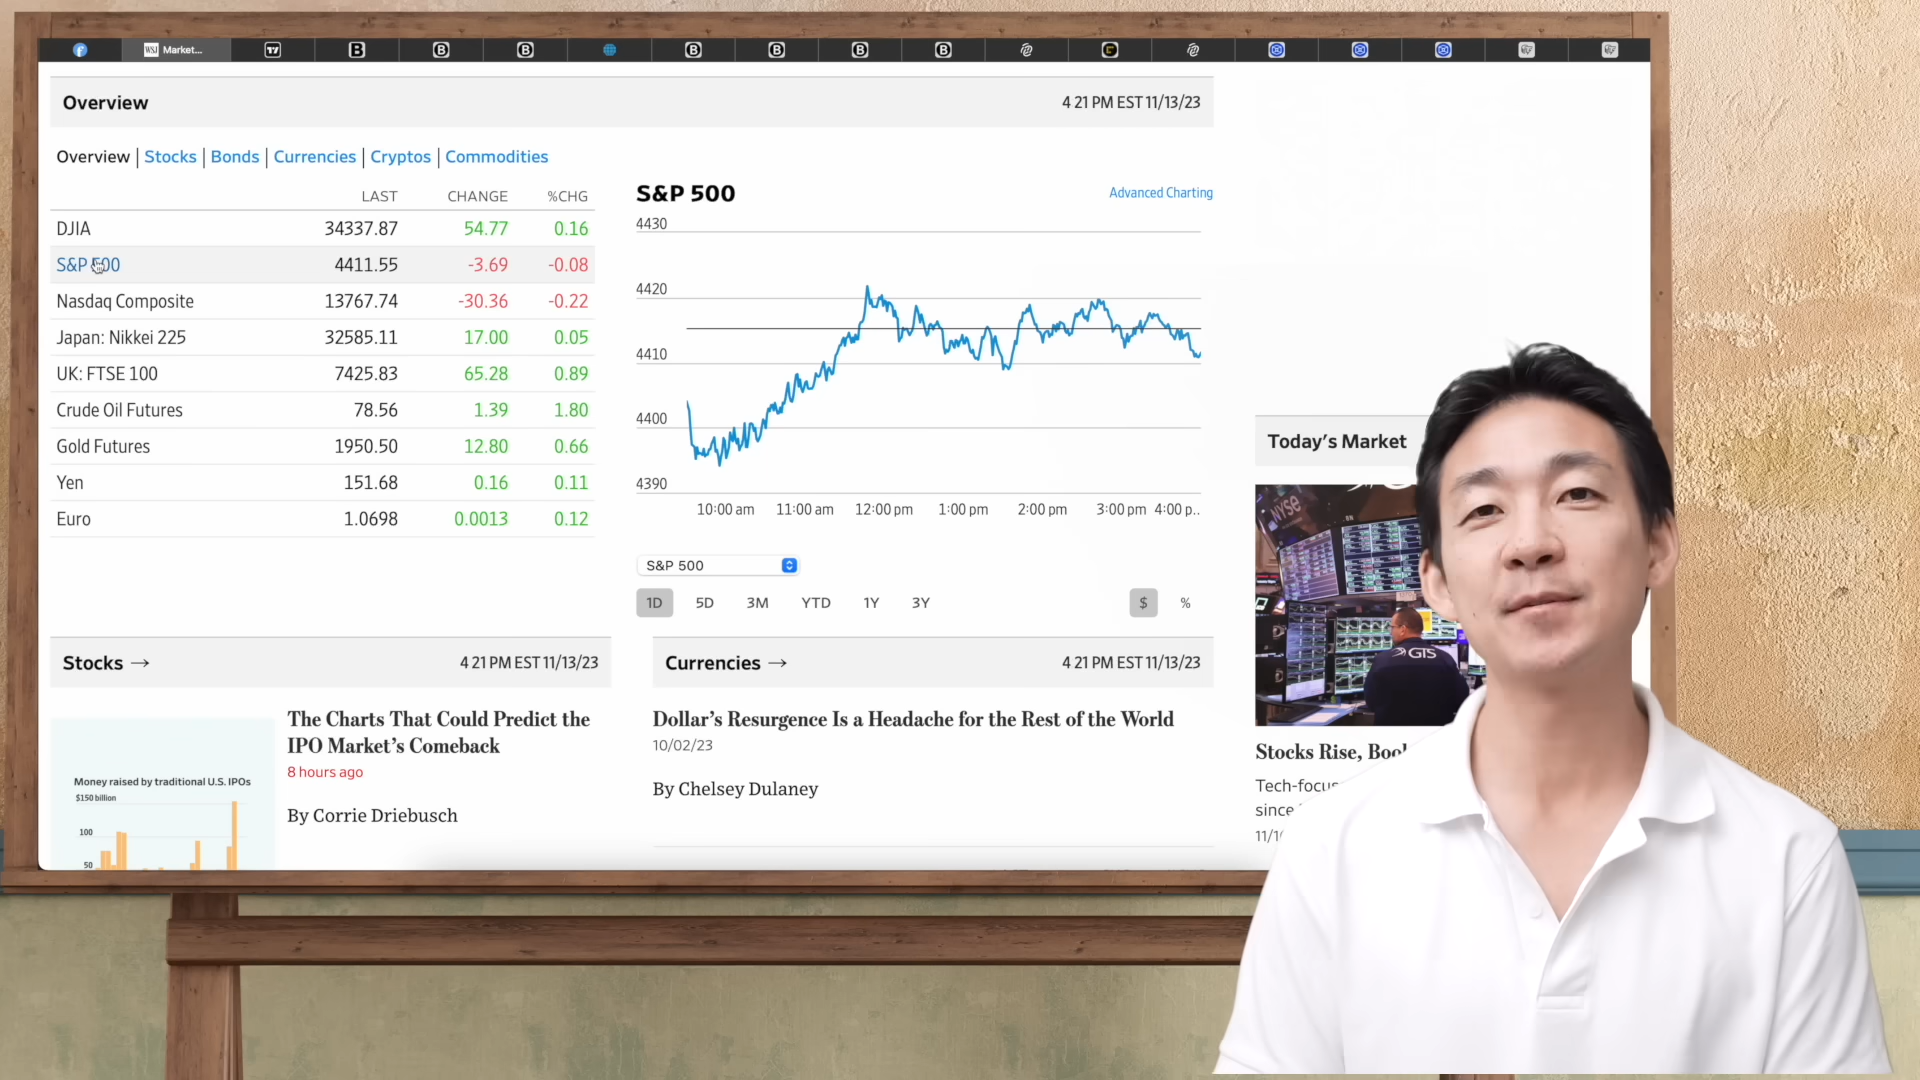 WSJ Market...
Overview
4 21 PM EST 11/13/23
Overview | Stocks | Bonds | Currencies | Cryptos | Commodities
LAST CHANGE %CHG
DJIA 34337.87 54.77 0.16
S&P 500 4411.55 -3.69 -0.08
Nasdaq Composite 13767.74 -30.36 -0.22
Japan: Nikkei 225 32585.11 17.00 0.05
UK: FTSE 100 7425.83 65.28 0.89
Crude Oil Futures 78.56 1.39 1.80
Gold Futures 1950.50 12.80 0.66
Yen 151.68 0.16 0.11
Euro 1.0698 0.0013 0.12
S&P 500
Advanced Charting
4430
4420
4410
4400
4390
10:00 am 11:00 am 12:00 pm 1:00 pm 2:00 pm 3:00 pm 4:00 p..
S&P 500
1D 5D 3M YTD 1Y 3Y $ %
Today's Market
NYSE
GTS
Stocks →
4 21 PM EST 11/13/23
Currencies →
4 21 PM EST 11/13/23
Money raised by traditional U.S. IPOs
$150 billion
100
50
The Charts That Could Predict the
IPO Market's Comeback
8 hours ago
By Corrie Driebusch
Dollar's Resurgence Is a Headache for the Rest of the World
10/02/23
By Chelsey Dulaney
Stocks Rise,
since